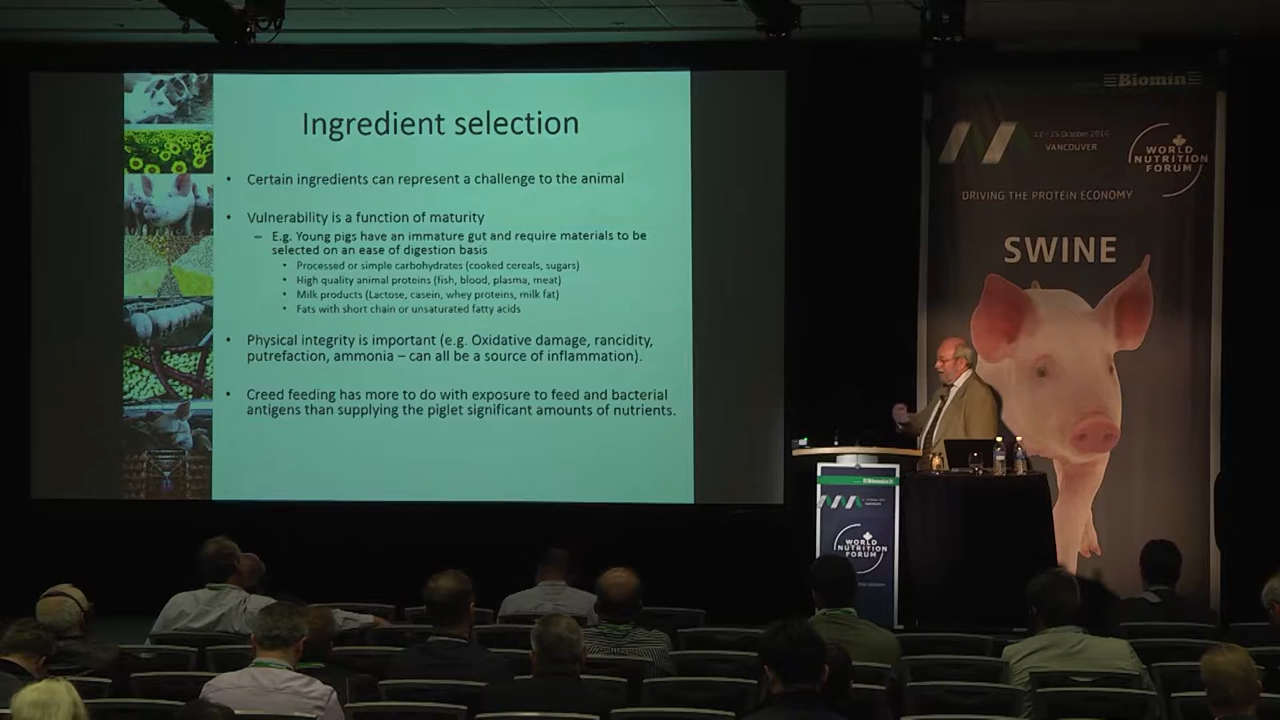 Ingredient selection
• Certain ingredients can represent a challenge to the animal
• Vulnerability is a function of maturity
– E.g. Young pigs have an immature gut and require materials to be
selected on an ease of digestion basis
• Processed or simple carbohydrates (cooked cereals, sugars)
• High quality animal proteins (fish, blood, plasma, meat)
• Milk products (Lactose, casein, whey proteins, milk fat)
• Fats with short chain or unsaturated fatty acids
• Physical integrity is important (e.g. Oxidative damage, rancidity,
putrefaction, ammonia – can all be a source of inflammation).
• Creed feeding has more to do with exposure to feed and bacterial
antigens than supplying the piglet significant amounts of nutrients.
Biomin
12 - 15 October 2016
VANCOUVER
WORLD
NUTRITION
FORUM
DRIVING THE PROTEIN ECONOMY
SWINE
Biomin
VANCOUVER
WORLD
NUTRITION
FORUM